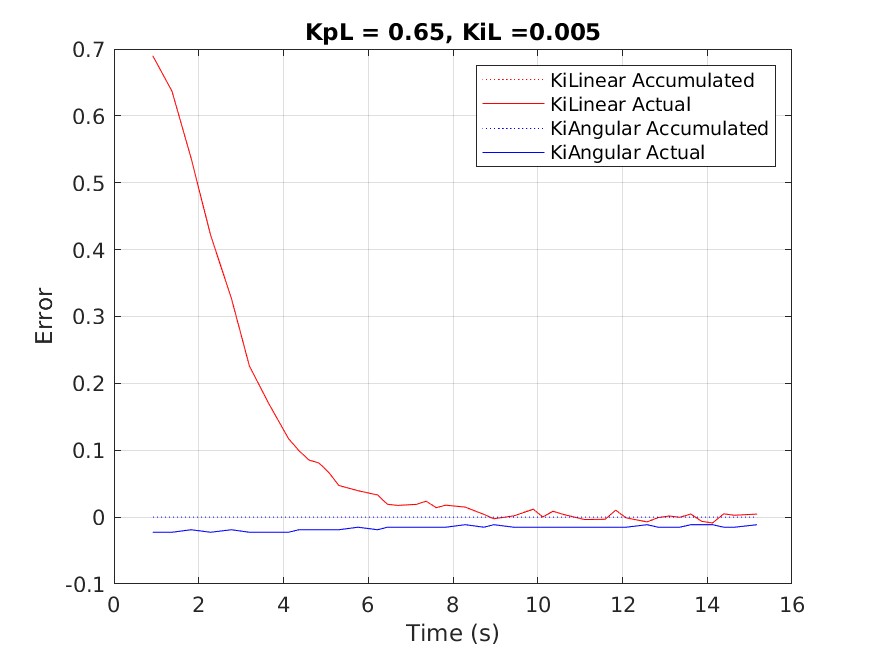 KpL = 0.65, KiL =0.005
0.7
0.6
0.5
0.4
0.3
0.2
0.1
0
-0.1
Error
KiLinear Accumulated
KiLinear Actual
KiAngular Accumulated
KiAngular Actual
0 2 4 6 8 10 12 14 16
Time (s)